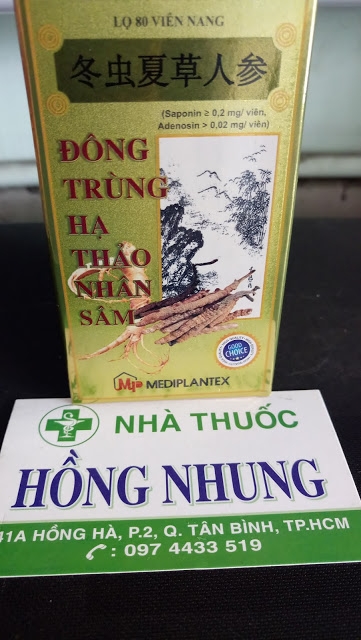 LỌ 80 VIÊN NANG
冬虫夏草人参
(Saponin ≥ 0,2 mg/ viên,
Adenosin > 0,02 mg/ viên)
ĐÔNG
TRÙNG
HẠ
THẢO
NHÂN
SÂM
GOOD
CHOICE
MP MEDIPLANTEX
NHÀ THUỐC
HỒNG NHUNG
41A HỒNG HÀ, P.2, Q. TÂN BÌNH, TP.HCM
: 097 4433 519